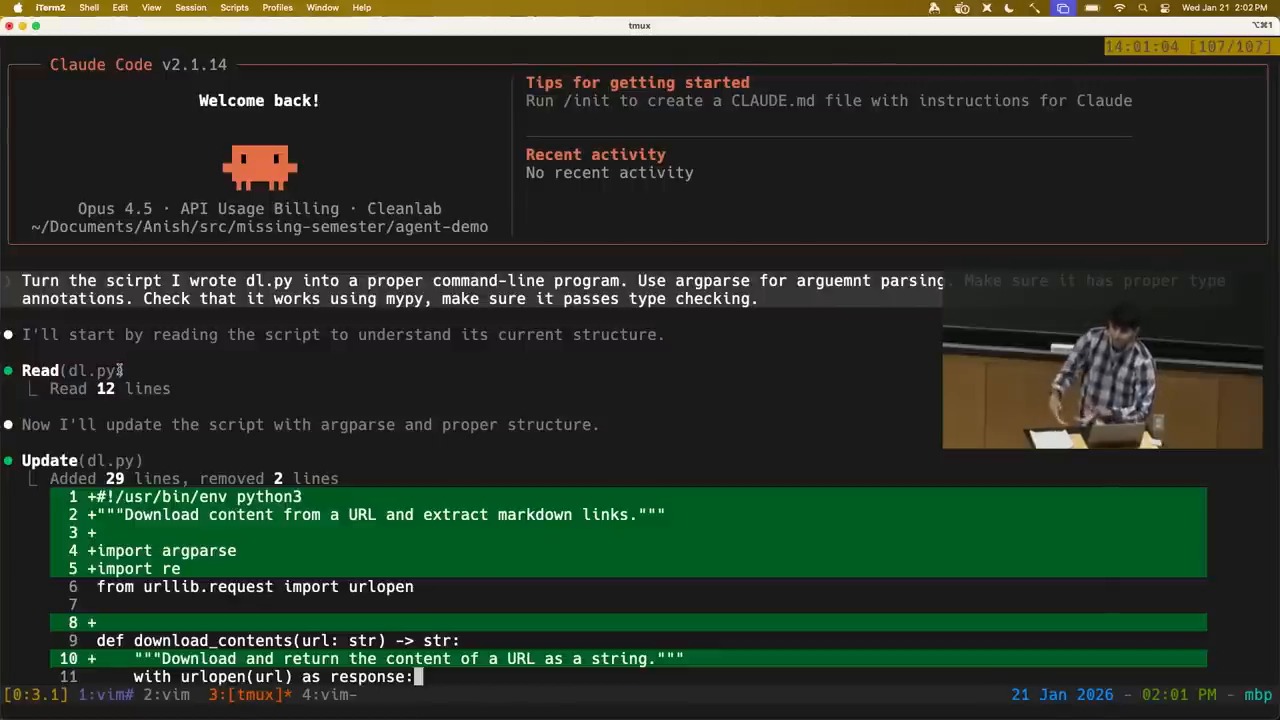 iTerm2 Shell Edit View Session Scripts Profiles Window Help Wed Jan 21 2:02 PM
tmux ⌥⌘1
14:01:04 [107/107]
Claude Code v2.1.14
Welcome back!
Opus 4.5 · API Usage Billing · Cleanlab
~/Documents/Anish/src/missing-semester/agent-demo
Tips for getting started
Run /init to create a CLAUDE.md file with instructions for Claude
Recent activity
No recent activity
❯ Turn the scirpt I wrote dl.py into a proper command-line program. Use argparse for arguemnt parsing. Make sure it has proper type
annotations. Check that it works using mypy, make sure it passes type checking.
● I'll start by reading the script to understand its current structure.
● Read(dl.py)
⎿ Read 12 lines
● Now I'll update the script with argparse and proper structure.
● Update(dl.py)
⎿ Added 29 lines, removed 2 lines
1 +#!/usr/bin/env python3
2 +"""Download content from a URL and extract markdown links."""
3 +
4 +import argparse
5 +import re
6 from urllib.request import urlopen
7
8 +
9 def download_contents(url: str) -> str:
10 + """Download and return the content of a URL as a string."""
11 with urlopen(url) as response:
[0:3.1] 1:vim# 2:vim 3:[tmux]* 4:vim- 21 Jan 2026 - 02:01 PM - mbp